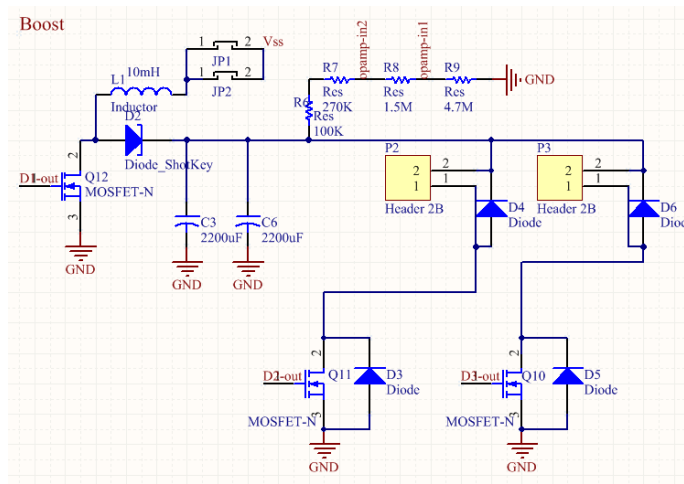 Boost
1 2 Vss
JP1
1 2
JP2
L1 10mH
Inductor
opamp-in2
opamp-in1
R7
Res
270K
R8
Res
1.5M
R9
Res
4.7M
GND
R6
Res
100K
D2
Diode_ShotKey
D1-out
2
Q12
MOSFET-N
3
GND
C3
2200uF
GND
C6
2200uF
GND
P2
2 2
1 1
Header 2B
D4
Diode
P3
2 2
1 1
Header 2B
D6
Diode
D2-out
2
Q11
3
MOSFET-N
D3
Diode
GND
D3-out
2
Q10
3
MOSFET-N
D5
Diode
GND